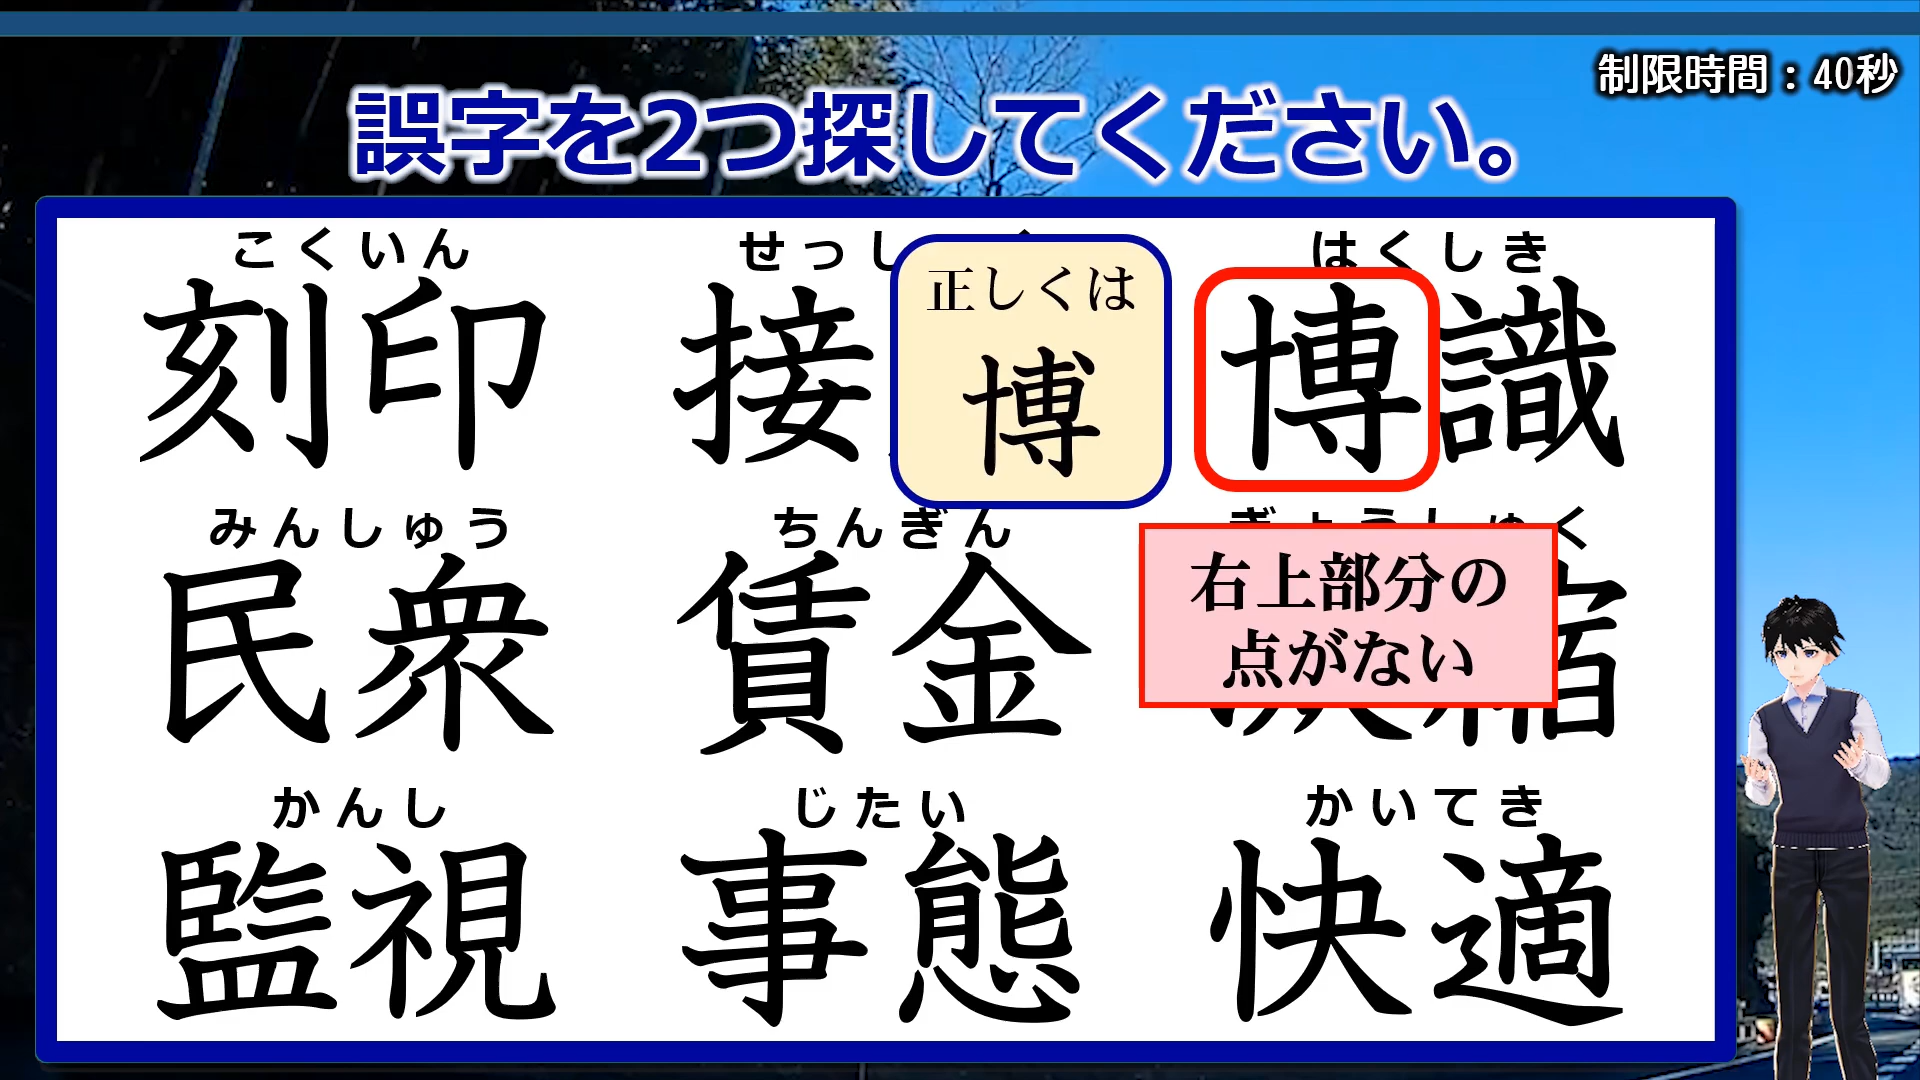 制限時間：40秒
誤字を2つ探してください。
こくいん
刻印
せっし
接
正しくは
博
はくしき
博識
みんしゅう
民衆
ちんぎん
賃金
右上部分の
点がない
かんし
監視
じたい
事態
かいてき
快適